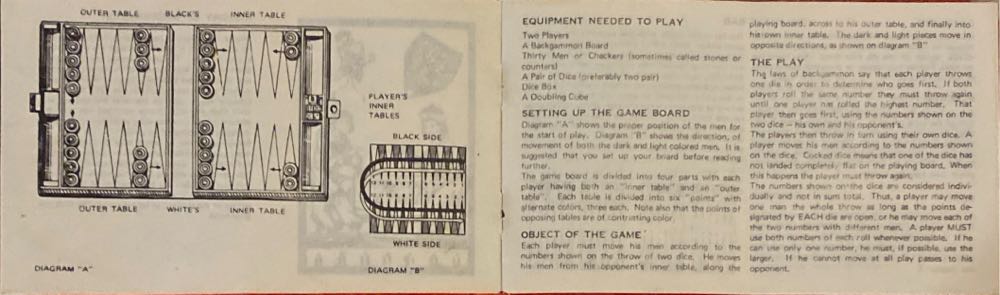 OUTER TABLE BLACK'S INNER TABLE
OUTER TABLE WHITE'S INNER TABLE
DIAGRAM "A"
PLAYER'S
INNER
TABLES
BLACK SIDE
WHITE SIDE
DIAGRAM "B"
EQUIPMENT NEEDED TO PLAY
Two Players
A Backgammon Board
Thirty Men or Checkers (sometimes called stones or
counters)
A Pair of Dice (preferably two pair)
Dice Box
A Doubling Cube
SETTING UP THE GAME BOARD
Diagram "A" shows the proper position of the men for
the start of play. Diagram "B" shows the direction, of
movement of both the dark and light colored men. It is
suggested that you set up your board before reading
further.
The game board is divided into four parts with each
player having both an "inner table" and an "outer
table". Each table is divided into six "points" with
alternate colors, three each. Note also that the points of
opposing tables are of contrasting color.
OBJECT OF THE GAME
Each player must move his men according to the
numbers shown on the throw of two dice. He moves
his men from his opponent's inner table, along the
playing board, across to his outer table, and finally into
his own inner table. The dark and light pieces move in
opposite directions, as shown on diagram "B"
THE PLAY
The laws of backgammon say that each player throws
one die in order to determine who goes first. If both
players roll the same number they must throw again
until one player has rolled the highest number. That
player then goes first, using the numbers shown on the
two dice – his own and his opponent's.
The players then throw in turn using their own dice. A
player moves his men according to the numbers shown
on the dice. Cocked dice means that one of the dice has
not landed completely flat on the playing board. When
this happens the player must throw again.
The numbers shown on the dice are considered indivi-
dually and not in sum total. Thus, a player may move
one man the whole throw as long as the points de-
signated by EACH die are open, or he may move each of
the two numbers with different men. A player MUST
use both numbers of each roll whenever possible. If he
can use only one number, he must, if possible, use the
larger. If he cannot move at all play passes to his
opponent.